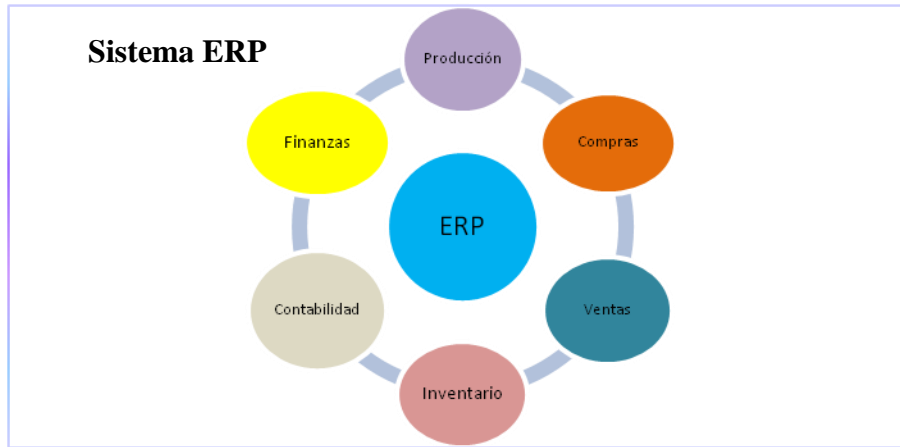 Sistema ERP
Producción
Finanzas
Compras
ERP
Contabilidad
Ventas
Inventario